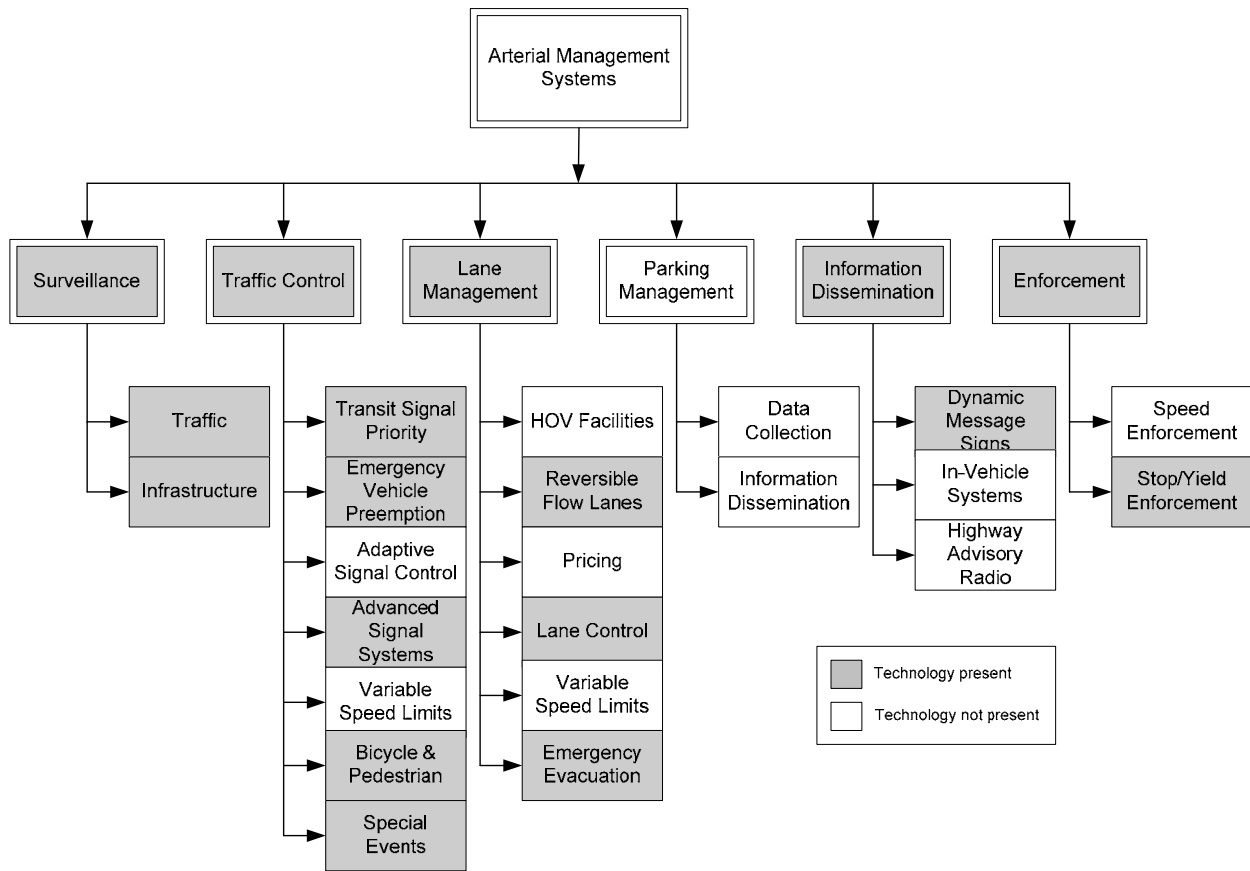 Arterial Management
Systems
Surveillance
Traffic Control
Lane
Management
Parking
Management
Information
Dissemination
Enforcement
Traffic
Infrastructure
Transit Signal
Priority
Emergency
Vehicle
Preemption
Adaptive
Signal Control
Advanced
Signal
Systems
Variable
Speed Limits
Bicycle &
Pedestrian
Special
Events
HOV Facilities
Reversible
Flow Lanes
Pricing
Lane Control
Variable
Speed Limits
Emergency
Evacuation
Data
Collection
Information
Dissemination
Dynamic
Message
Signs
In-Vehicle
Systems
Highway
Advisory
Radio
Speed
Enforcement
Stop/Yield
Enforcement
Technology present
Technology not present